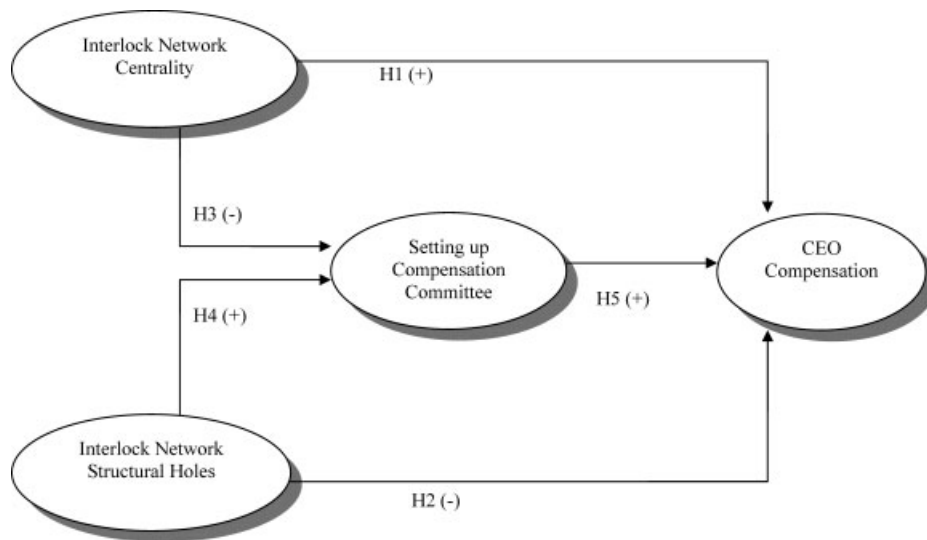 Interlock Network
Centrality
H1 (+)
H3 (-)
Setting up
Compensation
Committee
CEO
Compensation
H4 (+)
H5 (+)
Interlock Network
Structural Holes
H2 (-)